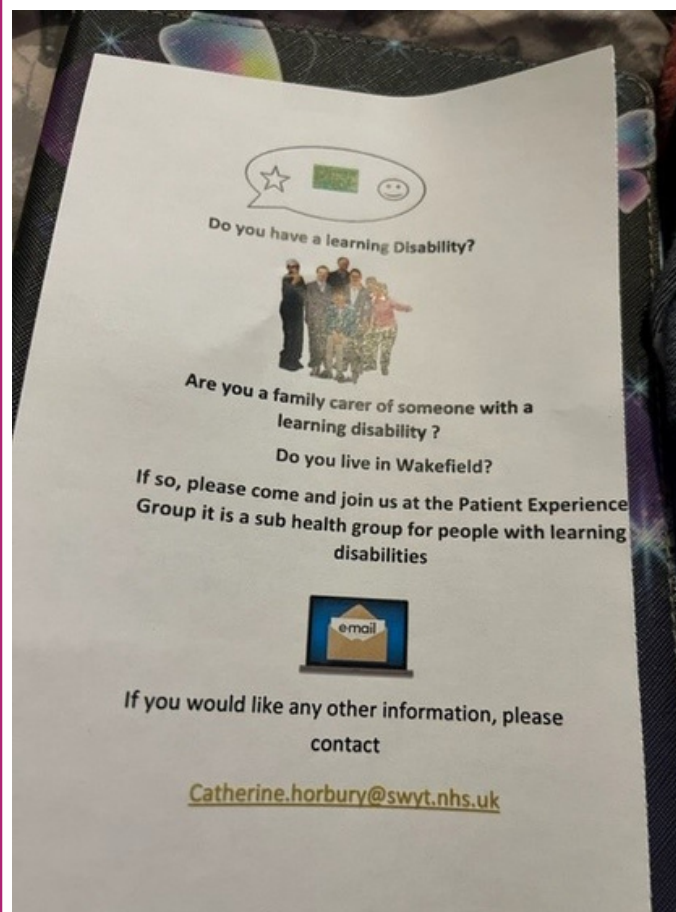 Do you have a learning Disability?
Are you a family carer of someone with a
learning disability ?
Do you live in Wakefield?
If so, please come and join us at the Patient Experience
Group it is a sub health group for people with learning
disabilities
e-mail
If you would like any other information, please
contact
Catherine.horbury@swyt.nhs.uk